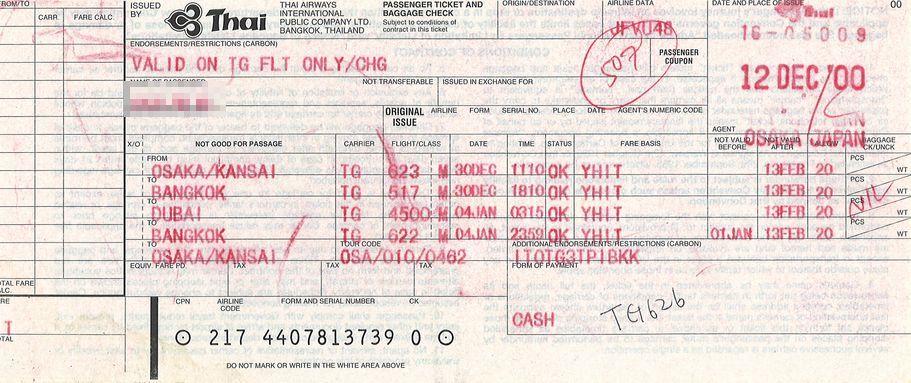 FROM/TO
CARR
FARE CALC.
ISSUED BY
Thai
THAI AIRWAYS INTERNATIONAL PUBLIC COMPANY LTD. BANGKOK, THAILAND
PASSENGER TICKET AND BAGGAGE CHECK
Subject to conditions of contract in this ticket
ORIGIN/DESTINATION
AIRLINE DATA
DATE AND PLACE OF ISSUE
00
Thai
JFVU48
507
PASSENGER COUPON
16-05009
12 DEC '00
OSAKA JAPAN
AGENT
ENDORSEMENTS/RESTRICTIONS (CARBON)
VALID ON TG FLT ONLY/CHG
NAME OF PASSENGER
NOT TRANSFERABLE
ISSUED IN EXCHANGE FOR
ORIGINAL ISSUE
AIRLINE FORM SERIAL NO. PLACE DATE AGENT'S NUMERIC CODE
X/O NOT GOOD FOR PASSAGE CARRIER FLIGHT/CLASS DATE TIME STATUS FARE BASIS NOT VALID BEFORE NOT VALID AFTER ALLOW BAGGAGE CK/UNCK
FROM OSAKA/KANSAI TG 623 M 30DEC 1110 OK YHIT 13FEB 20 PCS WT
TO BANGKOK TG 517 M 30DEC 1810 OK YHIT 13FEB 20 PCS WT
TO DUBAI TG 4500 M 04JAN 0315 OK YHIT 13FEB 20 PCS WT
TO BANGKOK TG 622 M 04JAN 2359 OK YHIT 01JAN 13FEB 20 PCS WT
TO OSAKA/KANSAI
TOUR CODE
OSA/010/0462
ADDITIONAL ENDORSEMENTS/RESTRICTIONS (CARBON)
ITOTG3TPIBKK
EQUIV. FARE PD. TAX TAX
FORM OF PAYMENT
CASH
TG626
CPN AIRLINE CODE FORM AND SERIAL NUMBER CK
217 4407813739 0
DO NOT MARK OR WRITE IN THE WHITE AREA ABOVE